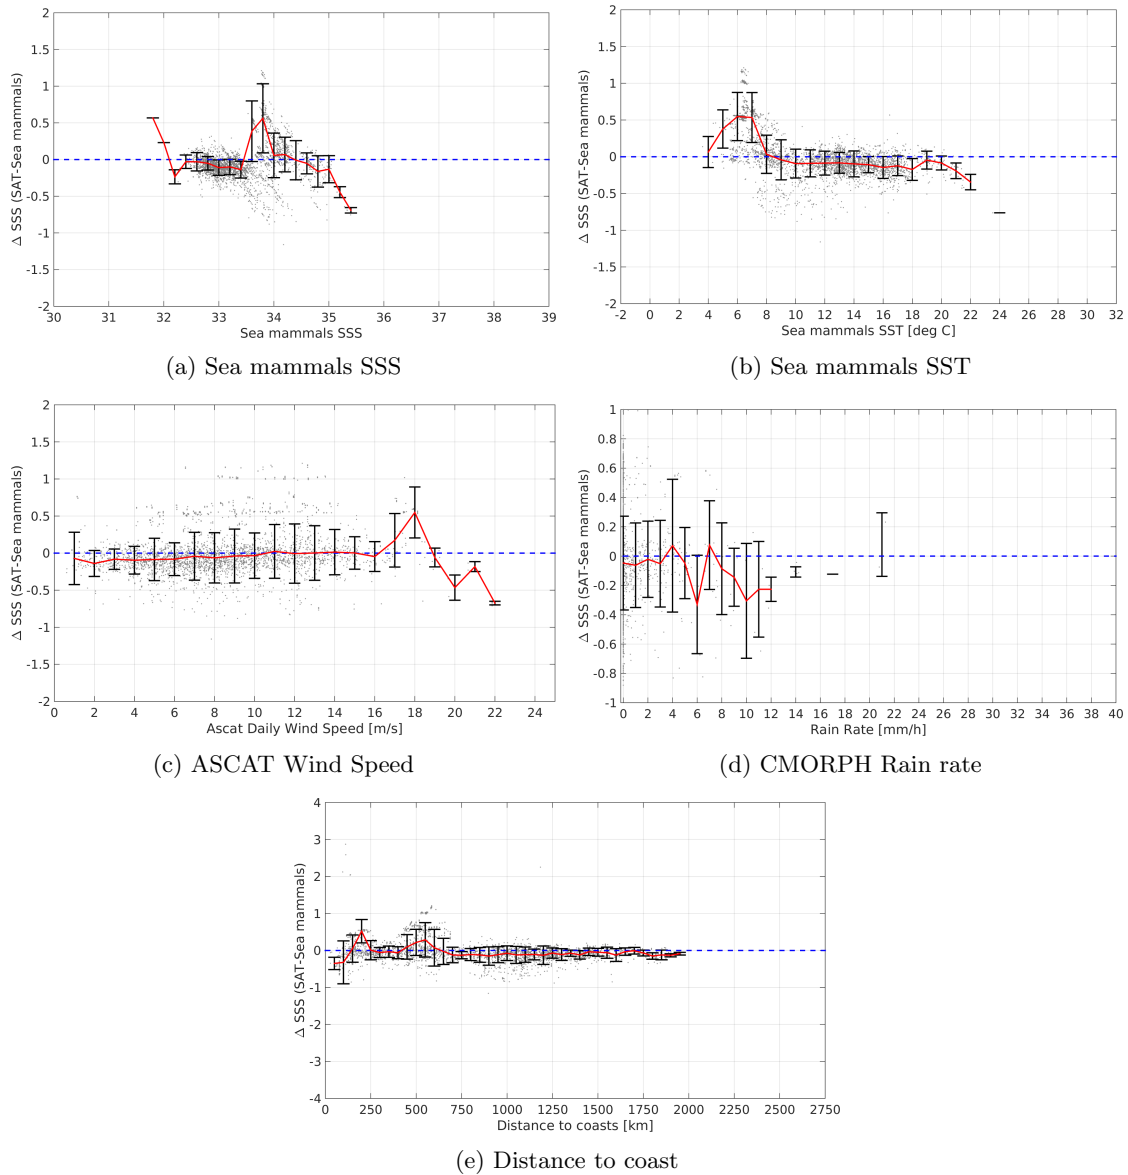 2
1.5
1
0.5
0
-0.5
-1
-1.5
-2
Δ SSS (SAT-Sea mammals)
30 31 32 33 34 35 36 37 38 39
Sea mammals SSS
(a) Sea mammals SSS
2
1.5
1
0.5
0
-0.5
-1
-1.5
-2
Δ SSS (SAT-Sea mammals)
-2 0 2 4 6 8 10 12 14 16 18 20 22 24 26 28 30 32
Sea mammals SST [deg C]
(b) Sea mammals SST
2
1.5
1
0.5
0
-0.5
-1
-1.5
-2
Δ SSS (SAT-Sea mammals)
0 2 4 6 8 10 12 14 16 18 20 22 24
Ascat Daily Wind Speed [m/s]
(c) ASCAT Wind Speed
1
0.8
0.6
0.4
0.2
0
-0.2
-0.4
-0.6
-0.8
-1
Δ SSS (SAT-Sea mammals)
0 2 4 6 8 10 12 14 16 18 20 22 24 26 28 30 32 34 36 38 40
Rain Rate [mm/h]
(d) CMORPH Rain rate
4
3
2
1
0
-1
-2
-3
-4
Δ SSS (SAT-Sea mammals)
0 250 500 750 1000 1250 1500 1750 2000 2250 2500 2750
Distance to coasts [km]
(e) Distance to coast